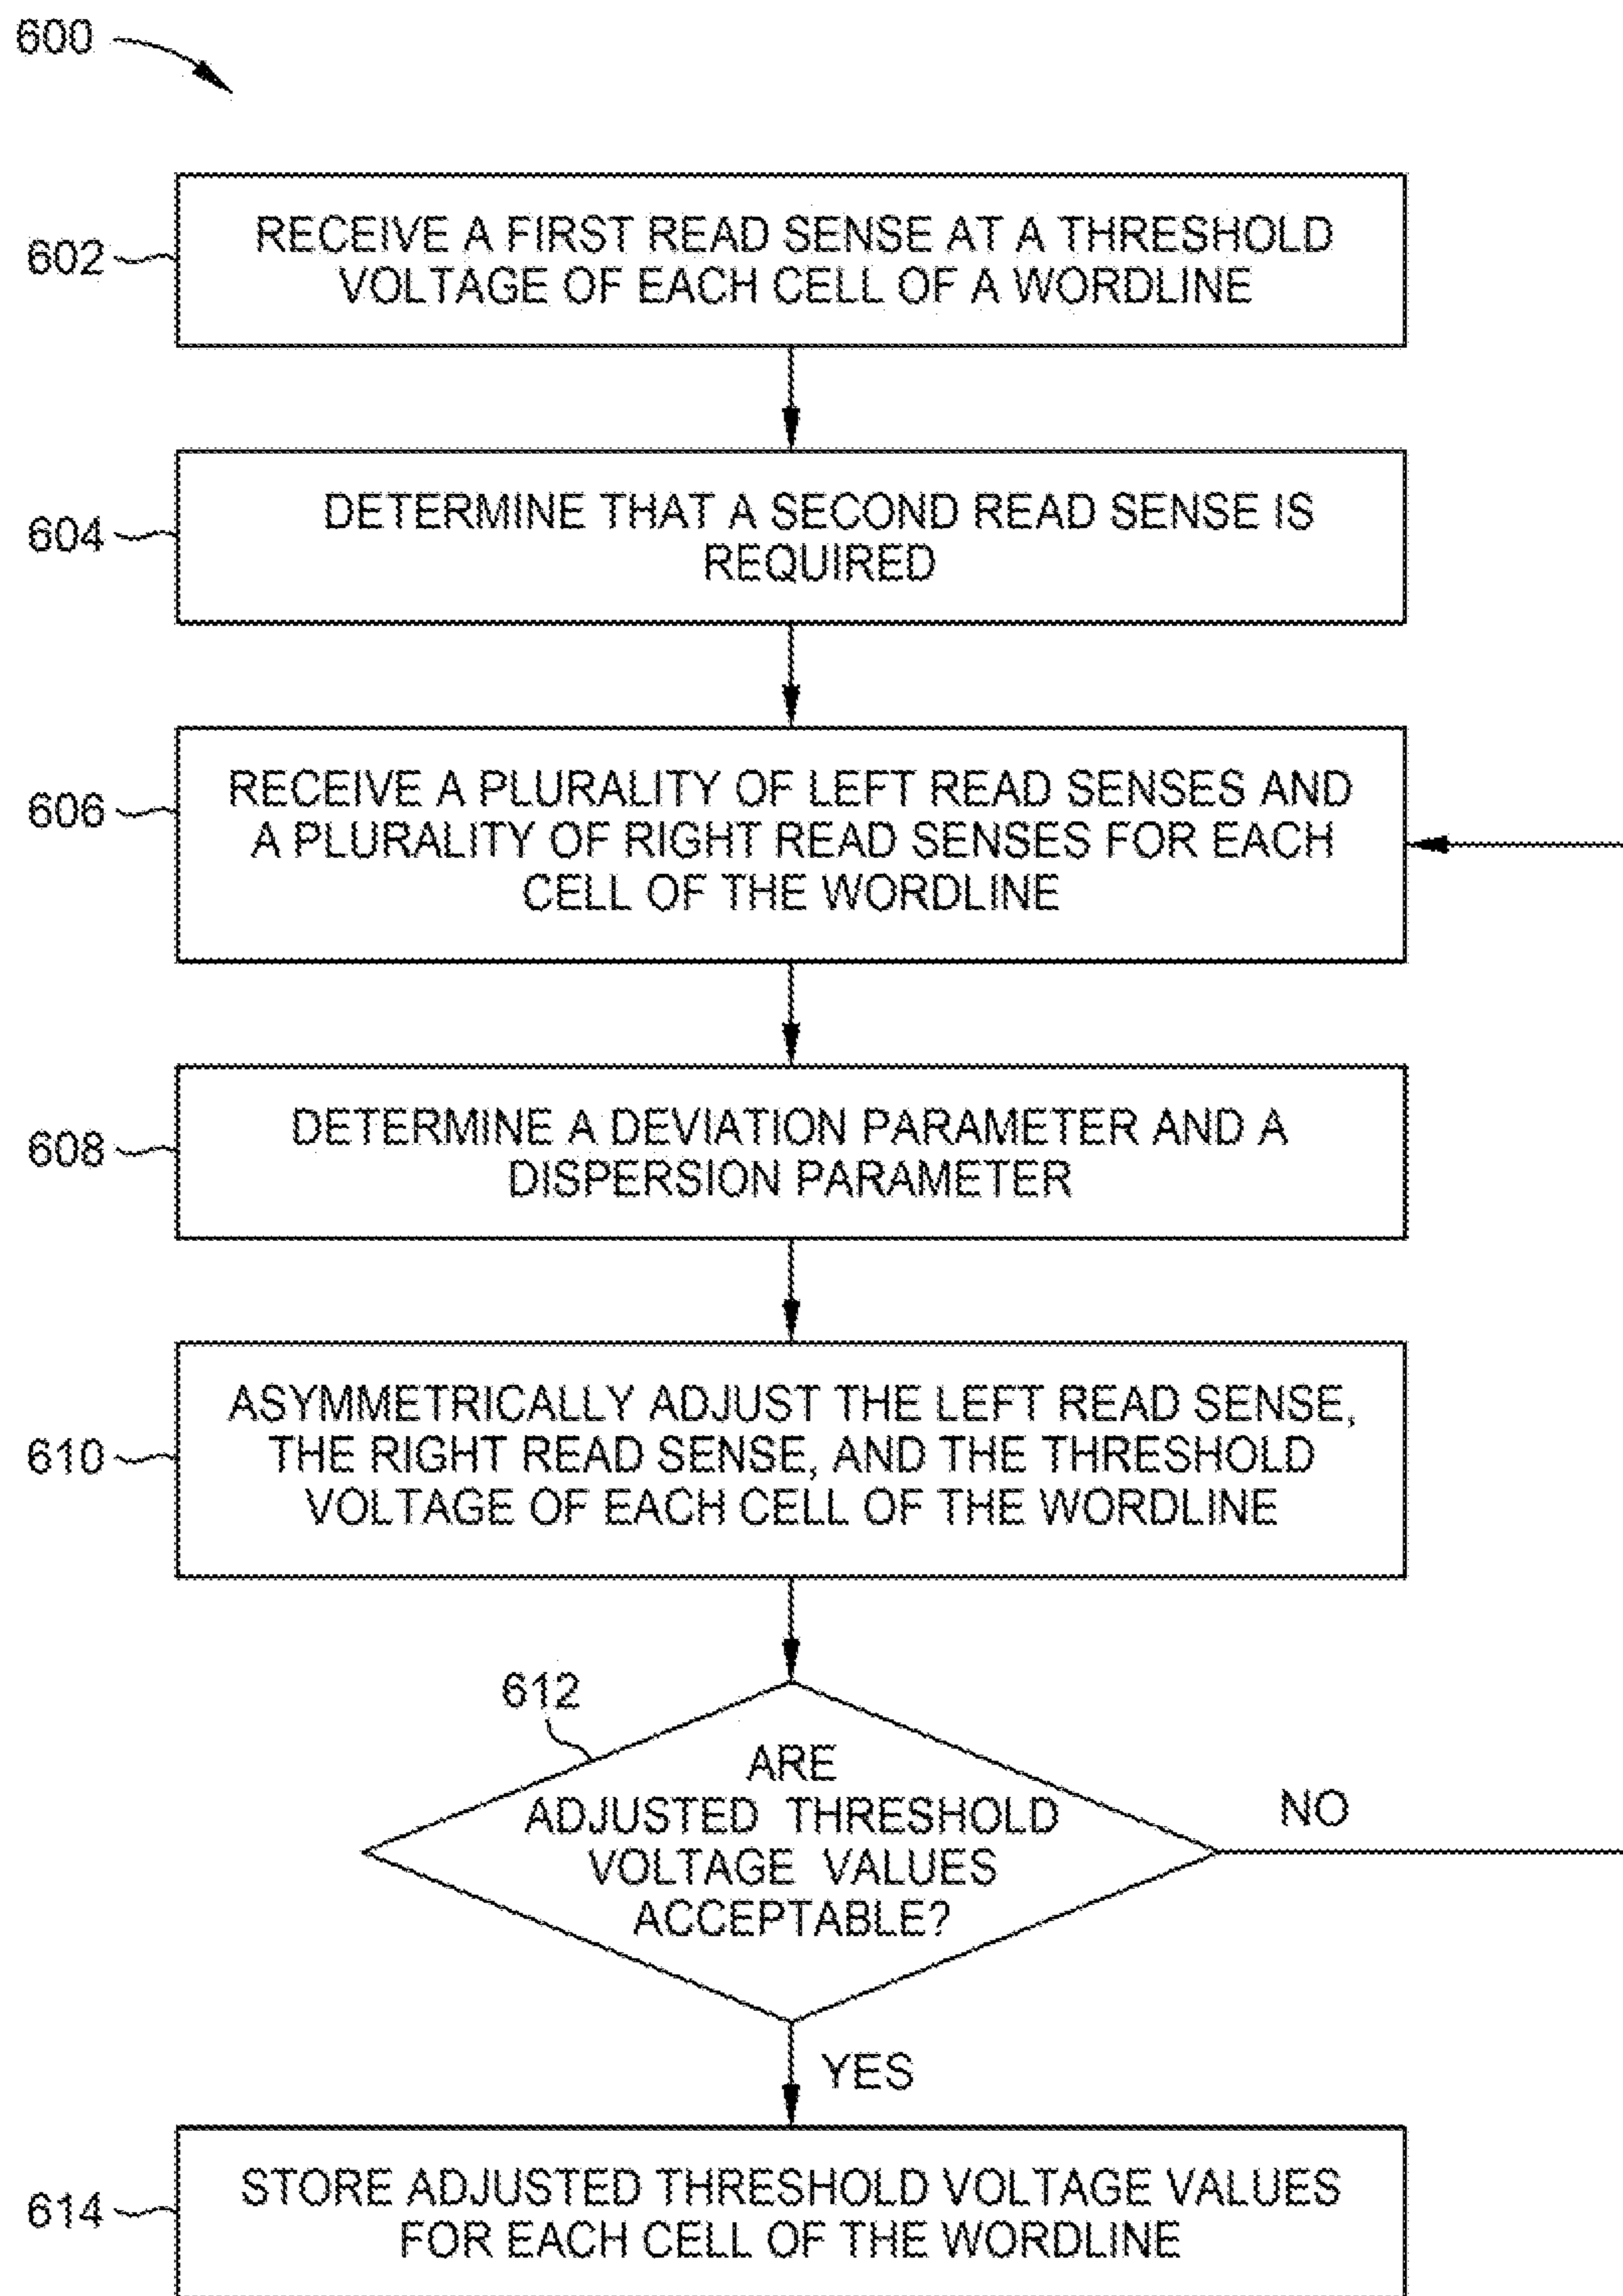 600
602
RECEIVE A FIRST READ SENSE AT A THRESHOLD
VOLTAGE OF EACH CELL OF A WORDLINE
604
DETERMINE THAT A SECOND READ SENSE IS
REQUIRED
606
RECEIVE A PLURALITY OF LEFT READ SENSES AND
A PLURALITY OF RIGHT READ SENSES FOR EACH
CELL OF THE WORDLINE
608
DETERMINE A DEVIATION PARAMETER AND A
DISPERSION PARAMETER
610
ASYMMETRICALLY ADJUST THE LEFT READ SENSE,
THE RIGHT READ SENSE, AND THE THRESHOLD
VOLTAGE OF EACH CELL OF THE WORDLINE
612
ARE
ADJUSTED THRESHOLD
VOLTAGE VALUES
ACCEPTABLE?
NO
YES
614
STORE ADJUSTED THRESHOLD VOLTAGE VALUES
FOR EACH CELL OF THE WORDLINE